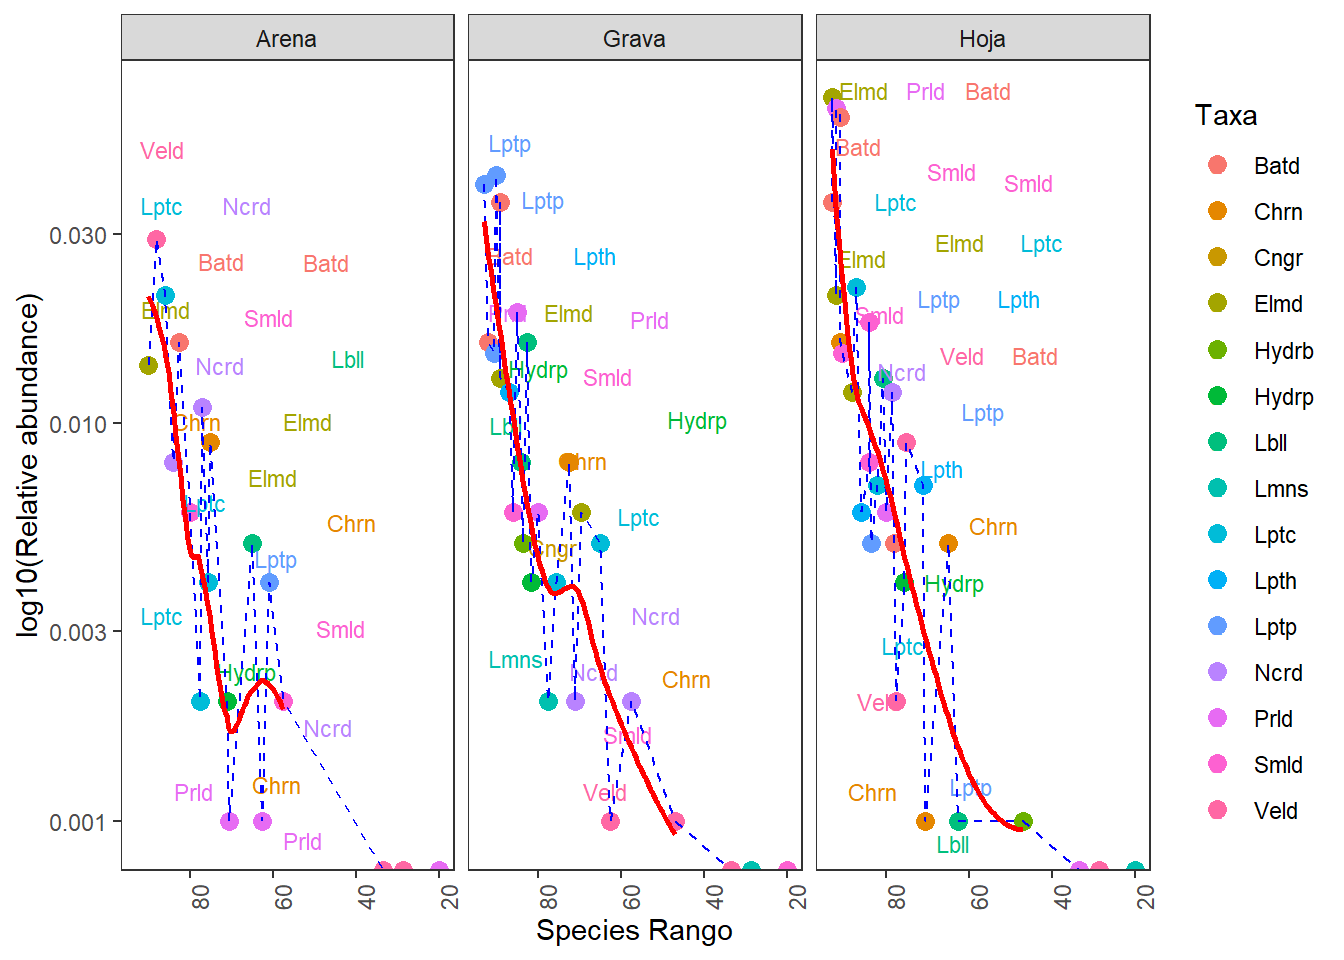 Arena
Grava
Hoja
log10(Relative abundance)
0.030
0.010
0.003
0.001
Veld
Lptc
Ncrd
Batd
Batd
Elmd
Smld
Lbll
Ncrd
Chrn
Elmd
Elmd
Lptc
Chrn
Lptp
Lptc
Smld
Hydrp
Ncrd
Prld
Chrn
Prld
Lptp
Lptp
Batd
Lpth
Elmd
Prld
Hydrp
Smld
Lbll
Hydrp
Chrn
Lptc
Cngr
Ncrd
Lmns
Ncrd
Chrn
Smld
Veld
Elmd
Prld
Batd
Batd
Smld
Smld
Lptc
Elmd
Lptc
Elmd
Lptp
Lpth
Smld
Veld
Batd
Ncrd
Lptp
Lpth
Chrn
Hydrp
Lptc
Veld
Chrn
Lptp
Lbll
80
60
40
20
80
60
40
20
80
60
40
20
Species Rango
Taxa
Batd
Chrn
Cngr
Elmd
Hydrb
Hydrp
Lbll
Lmns
Lptc
Lpth
Lptp
Ncrd
Prld
Smld
Veld